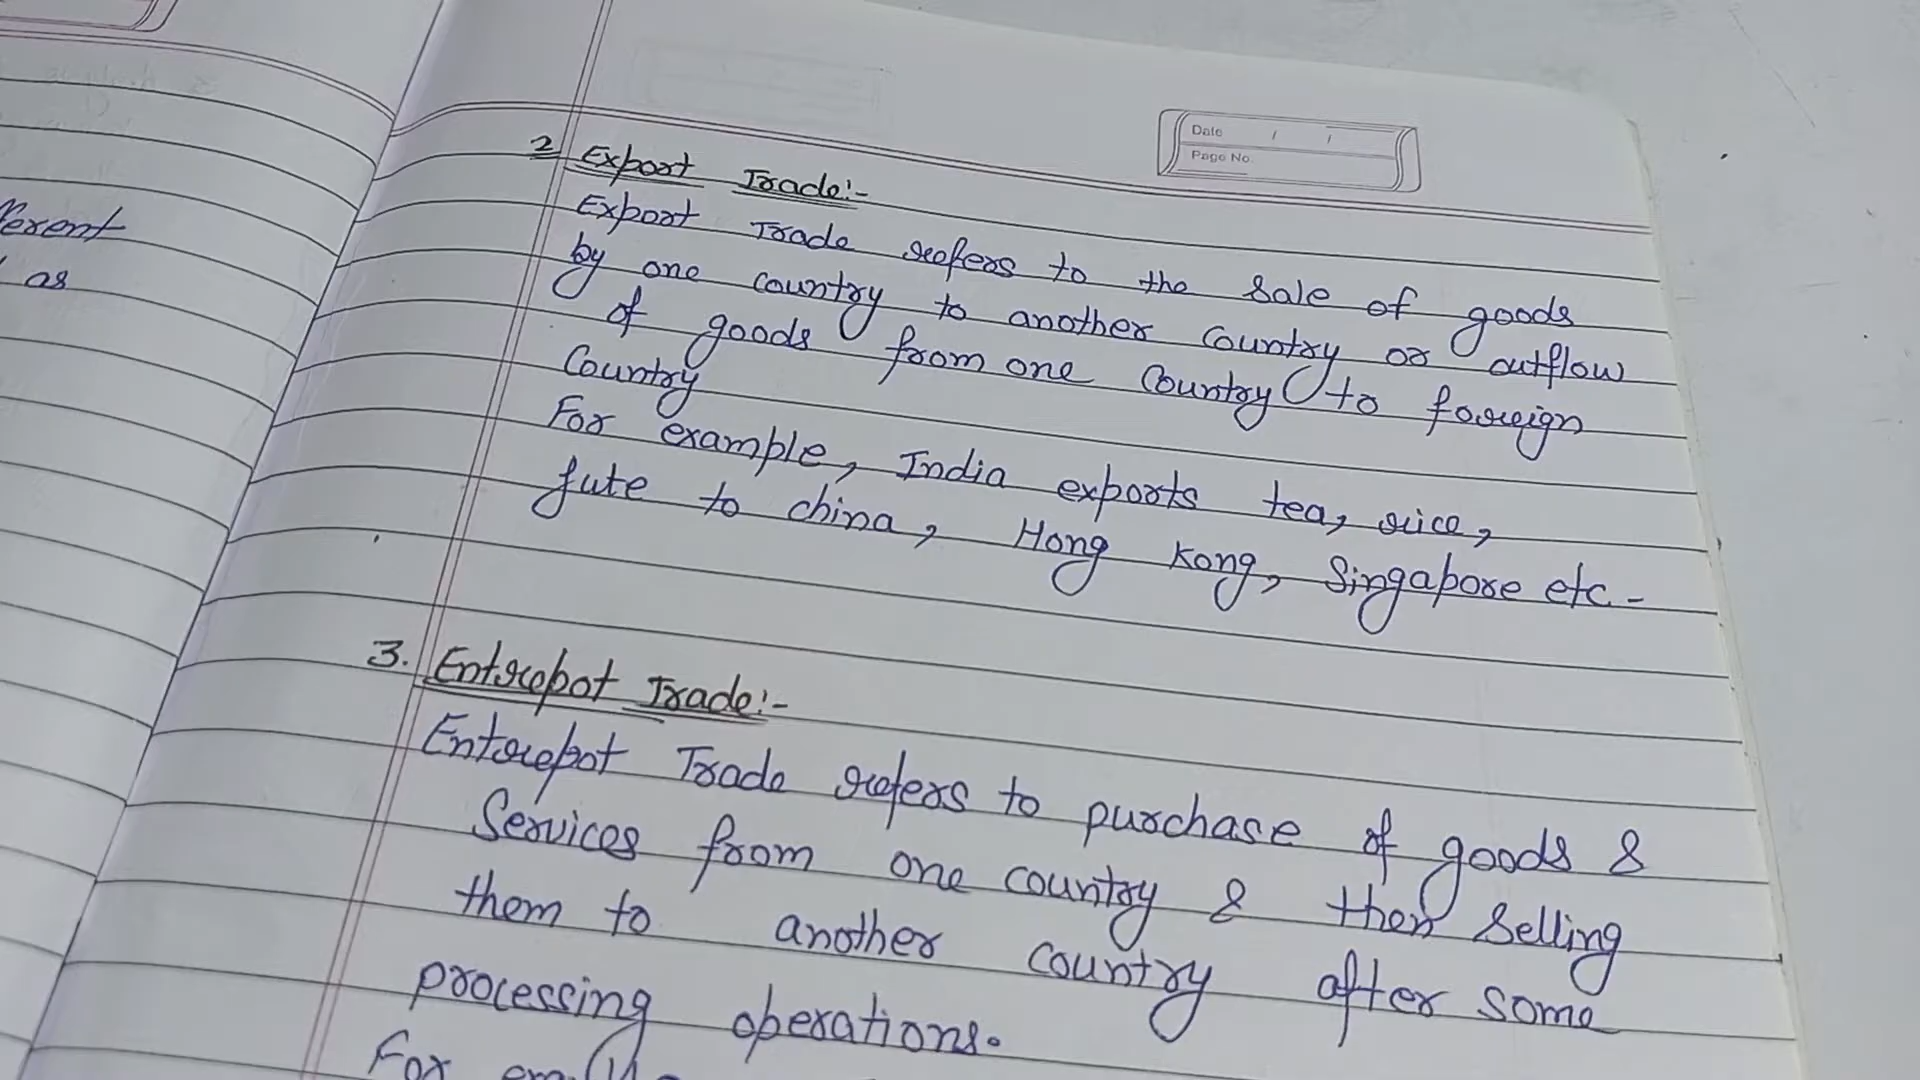 as
Date / /
Page No.
2 Export Trade:-
Export Trade refers to the sale of goods
by one country to another country or outflow
of goods from one country to foreign
Country
For example, India exports tea, rice,
jute to china, Hong Kong, Singapore etc-
3. Entrepot Trade:-
Entrepot Trade refers to purchase of goods &
Services from one country & then selling
them to another country after some
processing operations.
For